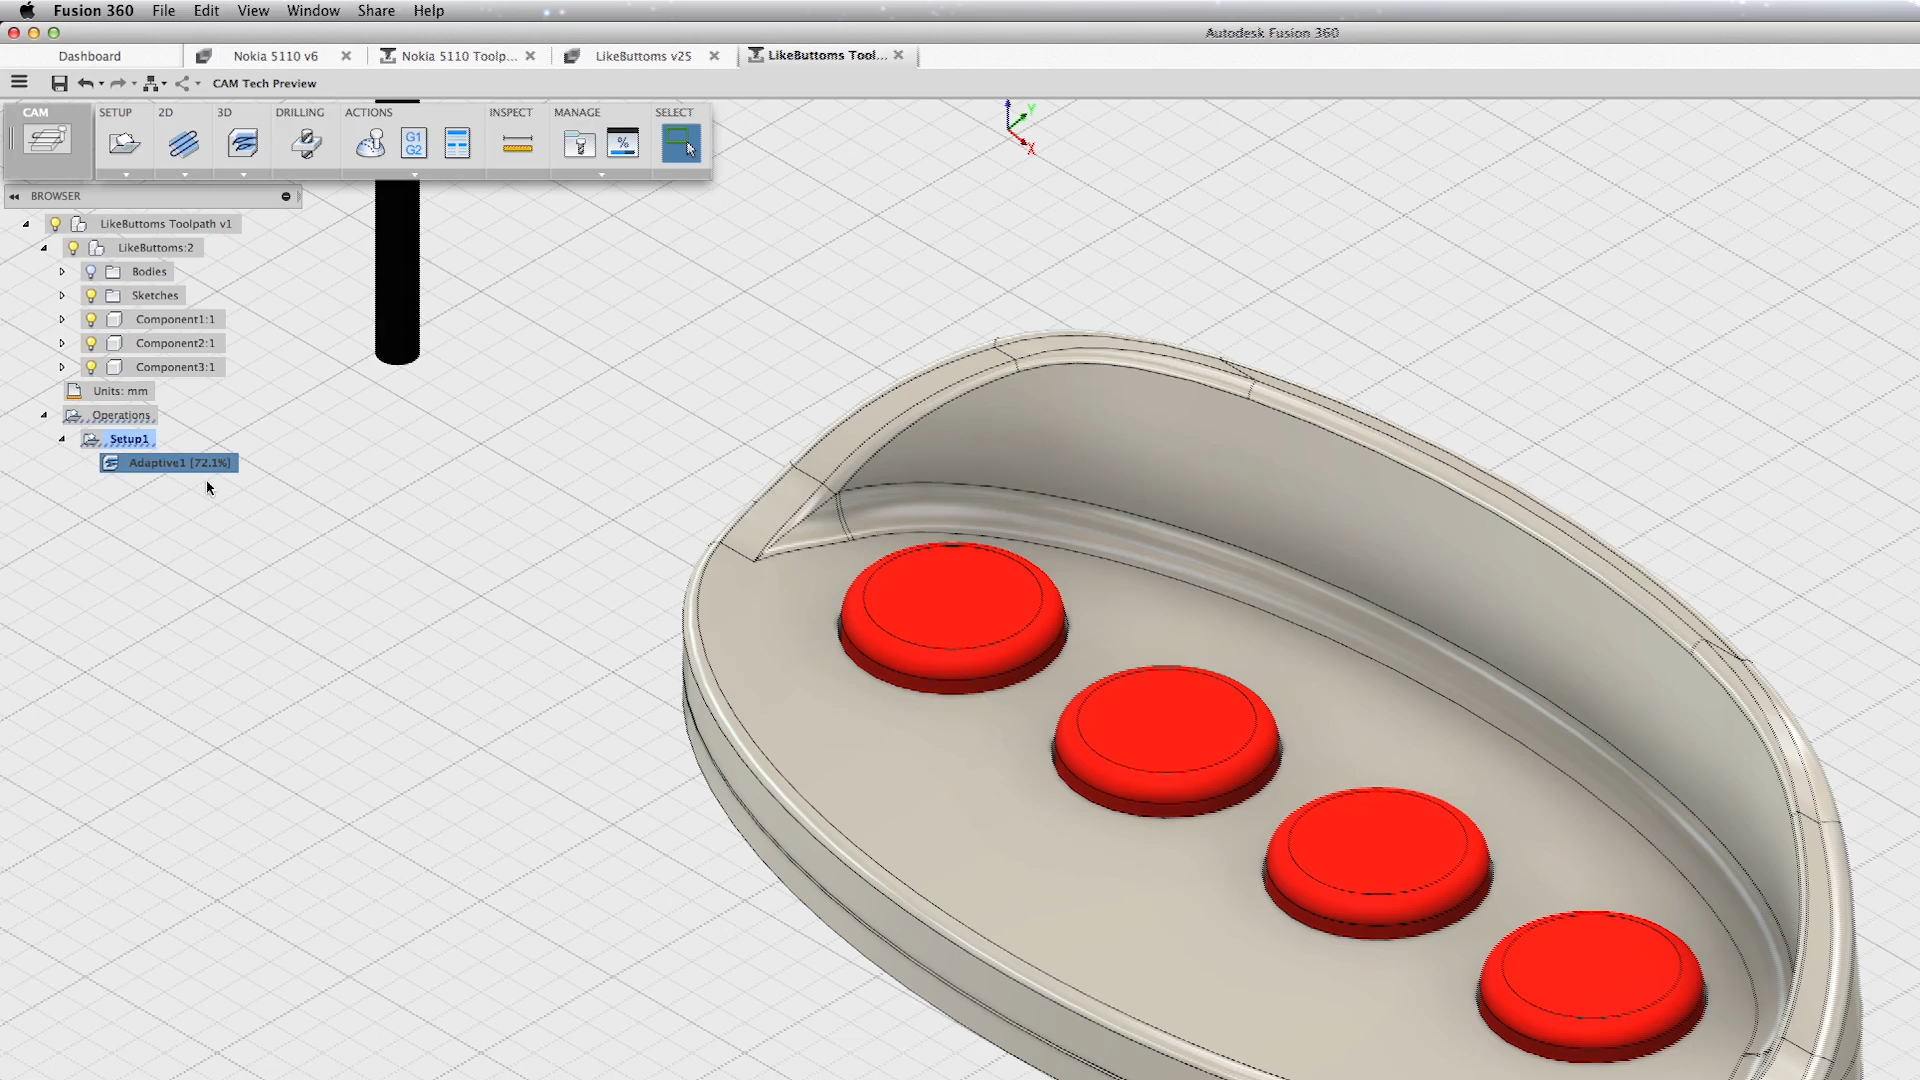 Fusion 360 File Edit View Window Share Help
Autodesk Fusion 360
Dashboard Nokia 5110 v6 Nokia 5110 Toolp... LikeButtoms v25 LikeButtoms Tool...
CAM Tech Preview
CAM SETUP 2D 3D DRILLING ACTIONS INSPECT MANAGE SELECT
G1
G2
%
Y
X
BROWSER
LikeButtoms Toolpath v1
LikeButtoms:2
Bodies
Sketches
Component1:1
Component2:1
Component3:1
Units: mm
Operations
Setup1
Adaptive1 [72.1%]